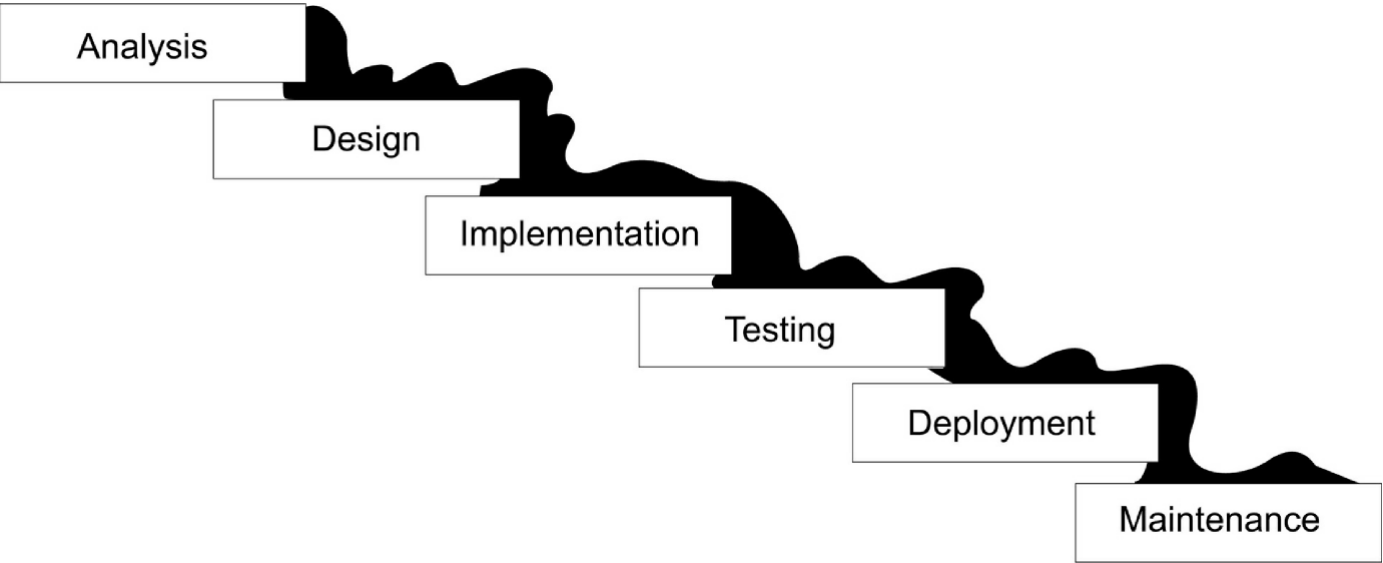 Analysis
Design
Implementation
Testing
Deployment
Maintenance